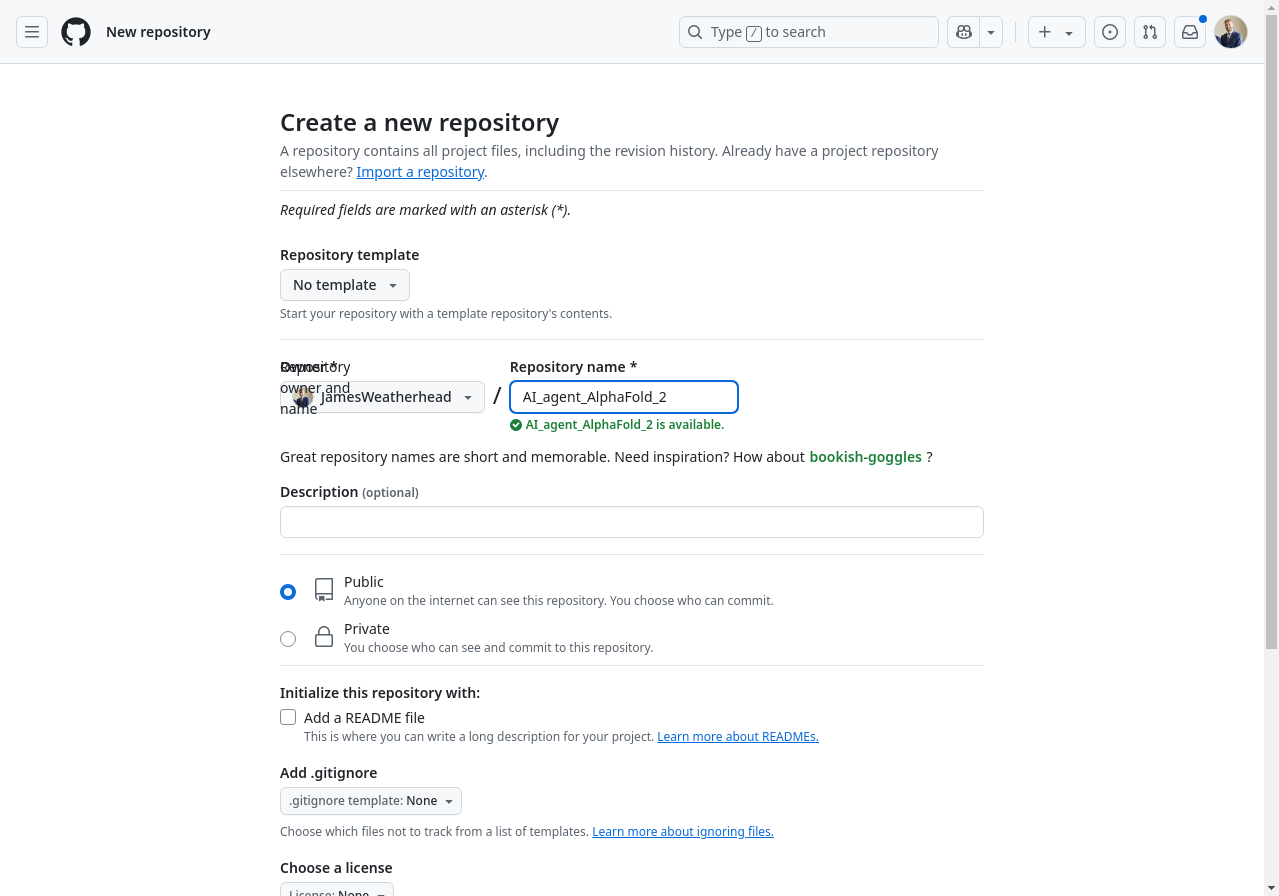 New repository
Type / to search
Create a new repository
A repository contains all project files, including the revision history. Already have a project repository
elsewhere? Import a repository.
Required fields are marked with an asterisk (*).
Repository template
No template
Start your repository with a template repository's contents.
Owner *
Repository
owner and
name
JamesWeatherhead
/
Repository name *
AI_agent_AlphaFold_2
AI_agent_AlphaFold_2 is available.
Great repository names are short and memorable. Need inspiration? How about bookish-goggles ?
Description (optional)
Public
Anyone on the internet can see this repository. You choose who can commit.
Private
You choose who can see and commit to this repository.
Initialize this repository with:
Add a README file
This is where you can write a long description for your project. Learn more about READMEs.
Add .gitignore
.gitignore template: None
Choose which files not to track from a list of templates. Learn more about ignoring files.
Choose a license
License: None